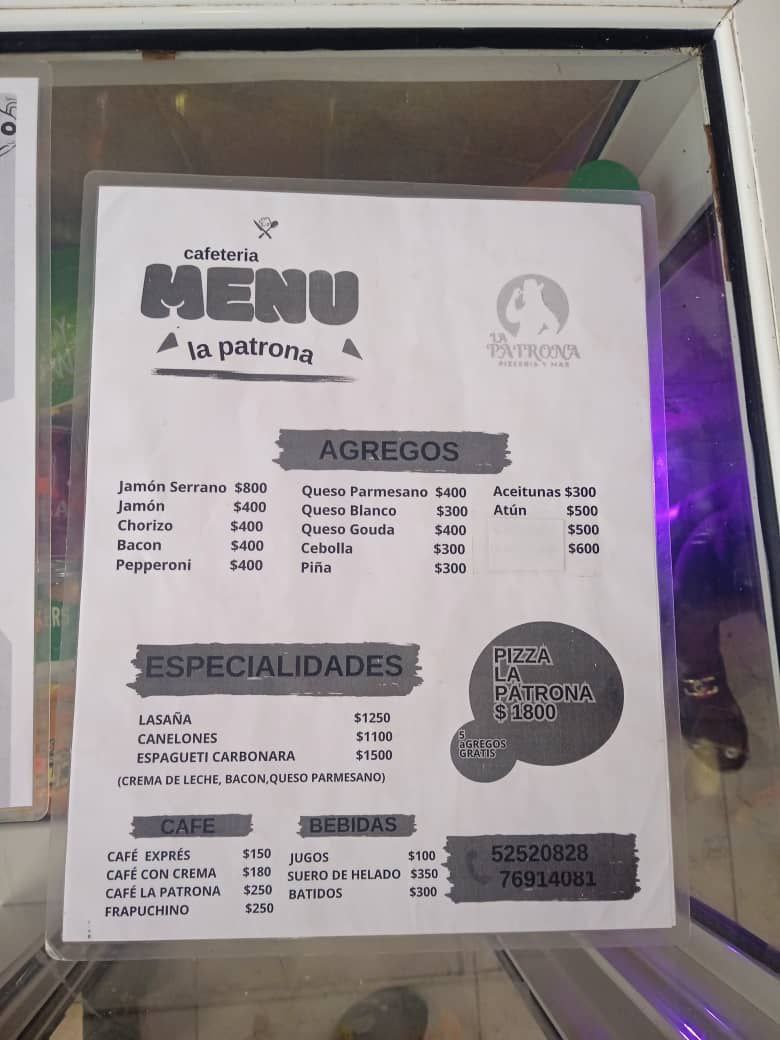 cafeteria
MENU
la patrona
LA
PATRONA
PIZZERIA Y MAS
AGREGOS
Jamón Serrano $800
Jamón $400
Chorizo $400
Bacon $400
Pepperoni $400
Queso Parmesano $400
Queso Blanco $300
Queso Gouda $400
Cebolla $300
Piña $300
Aceitunas $300
Atún $500
$500
$600
ESPECIALIDADES
LASAÑA $1250
CANELONES $1100
ESPAGUETI CARBONARA $1500
(CREMA DE LECHE, BACON,QUESO PARMESANO)
PIZZA
LA
PATRONA
$ 1800
5
aGREGOS
GRATIS
CAFE
CAFÉ EXPRÉS $150
CAFÉ CON CREMA $180
CAFÉ LA PATRONA $250
FRAPUCHINO $250
BEBIDAS
JUGOS $100
SUERO DE HELADO $350
BATIDOS $300
52520828
76914081